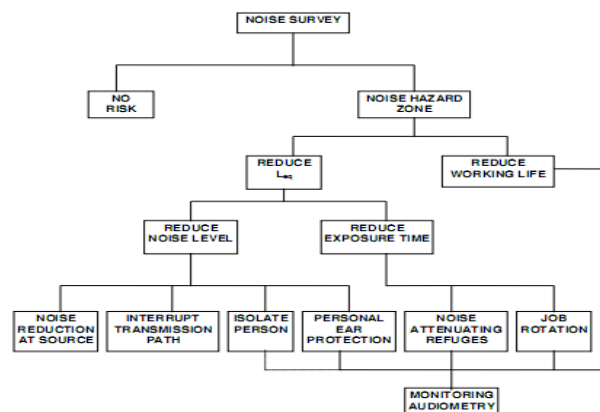 NOISE SURVEY
NO
RISK
NOISE HAZARD
ZONE
REDUCE
Leq
REDUCE
WORKING LIFE
REDUCE
NOISE LEVEL
REDUCE
EXPOSURE TIME
NOISE
REDUCTION
AT SOURCE
INTERRUPT
TRANSMISSION
PATH
ISOLATE
PERSON
PERSONAL
EAR
PROTECTION
NOISE
ATTENUATING
REFUGES
JOB
ROTATION
MONITORING
AUDIOMETRY